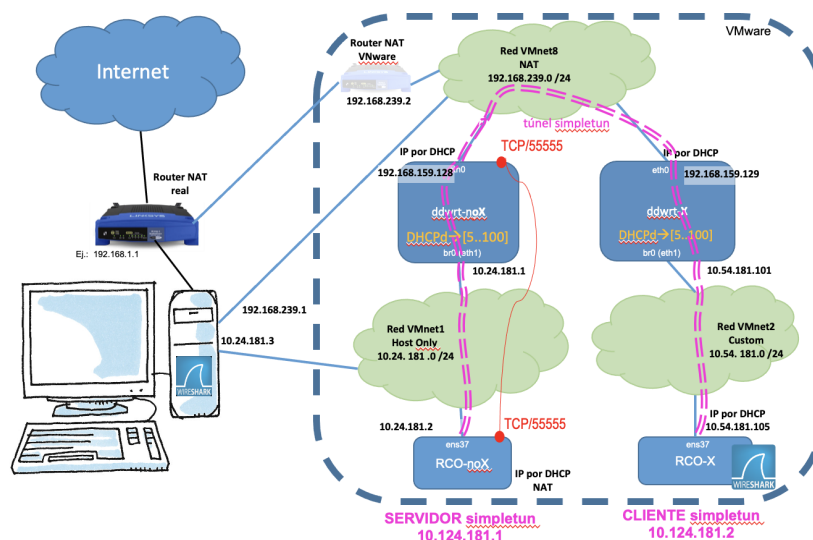 VMware
Internet
Router NAT
VNware
192.168.239.2
Red VMnet8
NAT
192.168.239.0 /24
túnel simpletun
TCP/55555
IP por DHCP
192.168.159.128
ddwrt-noX
DHCPd→[5..100]
br0 (eth1)
10.24.181.1
IP por DHCP
eth0
192.168.159.129
ddwrt-X
DHCPd→[5..100]
br0 (eth1)
10.54.181.101
Router NAT
real
LINKSYS
Ej.: 192.168.1.1
192.168.239.1
10.24.181.3
WIRESHARK
Red VMnet1
Host Only
10.24. 181 .0/24
Red VMnet2
Custom
10.54. 181.0 /24
10.24.181.2
TCP/55555
ens37
RCO-noX
IP por DHCP
NAT
IP por DHCP
10.54.181.105
ens37
RCO-X
WIRESHARK
SERVIDOR simpletun
10.124.181.1
CLIENTE simpletun
10.124.181.2